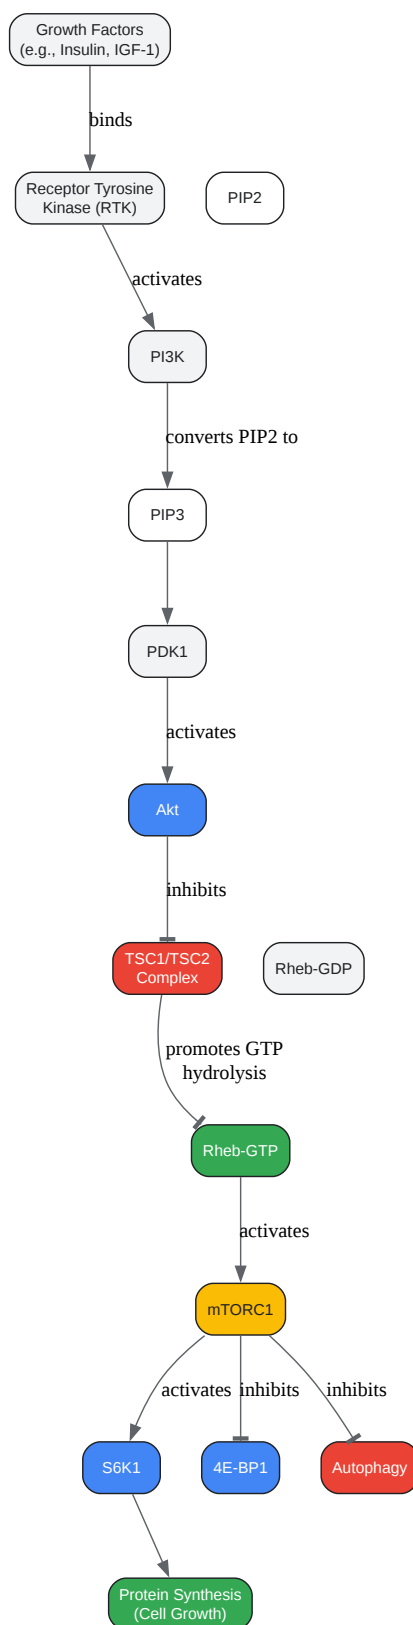 Growth Factors
(e.g., Insulin, IGF-1)
binds
Receptor Tyrosine
Kinase (RTK)
PIP2
activates
PI3K
converts PIP2 to
PIP3
PDK1
activates
Akt
inhibits
TSC1/TSC2
Complex
Rheb-GDP
promotes GTP
hydrolysis
Rheb-GTP
activates
mTORC1
activates
inhibits
inhibits
S6K1
4E-BP1
Autophagy
Protein Synthesis
(Cell Growth)